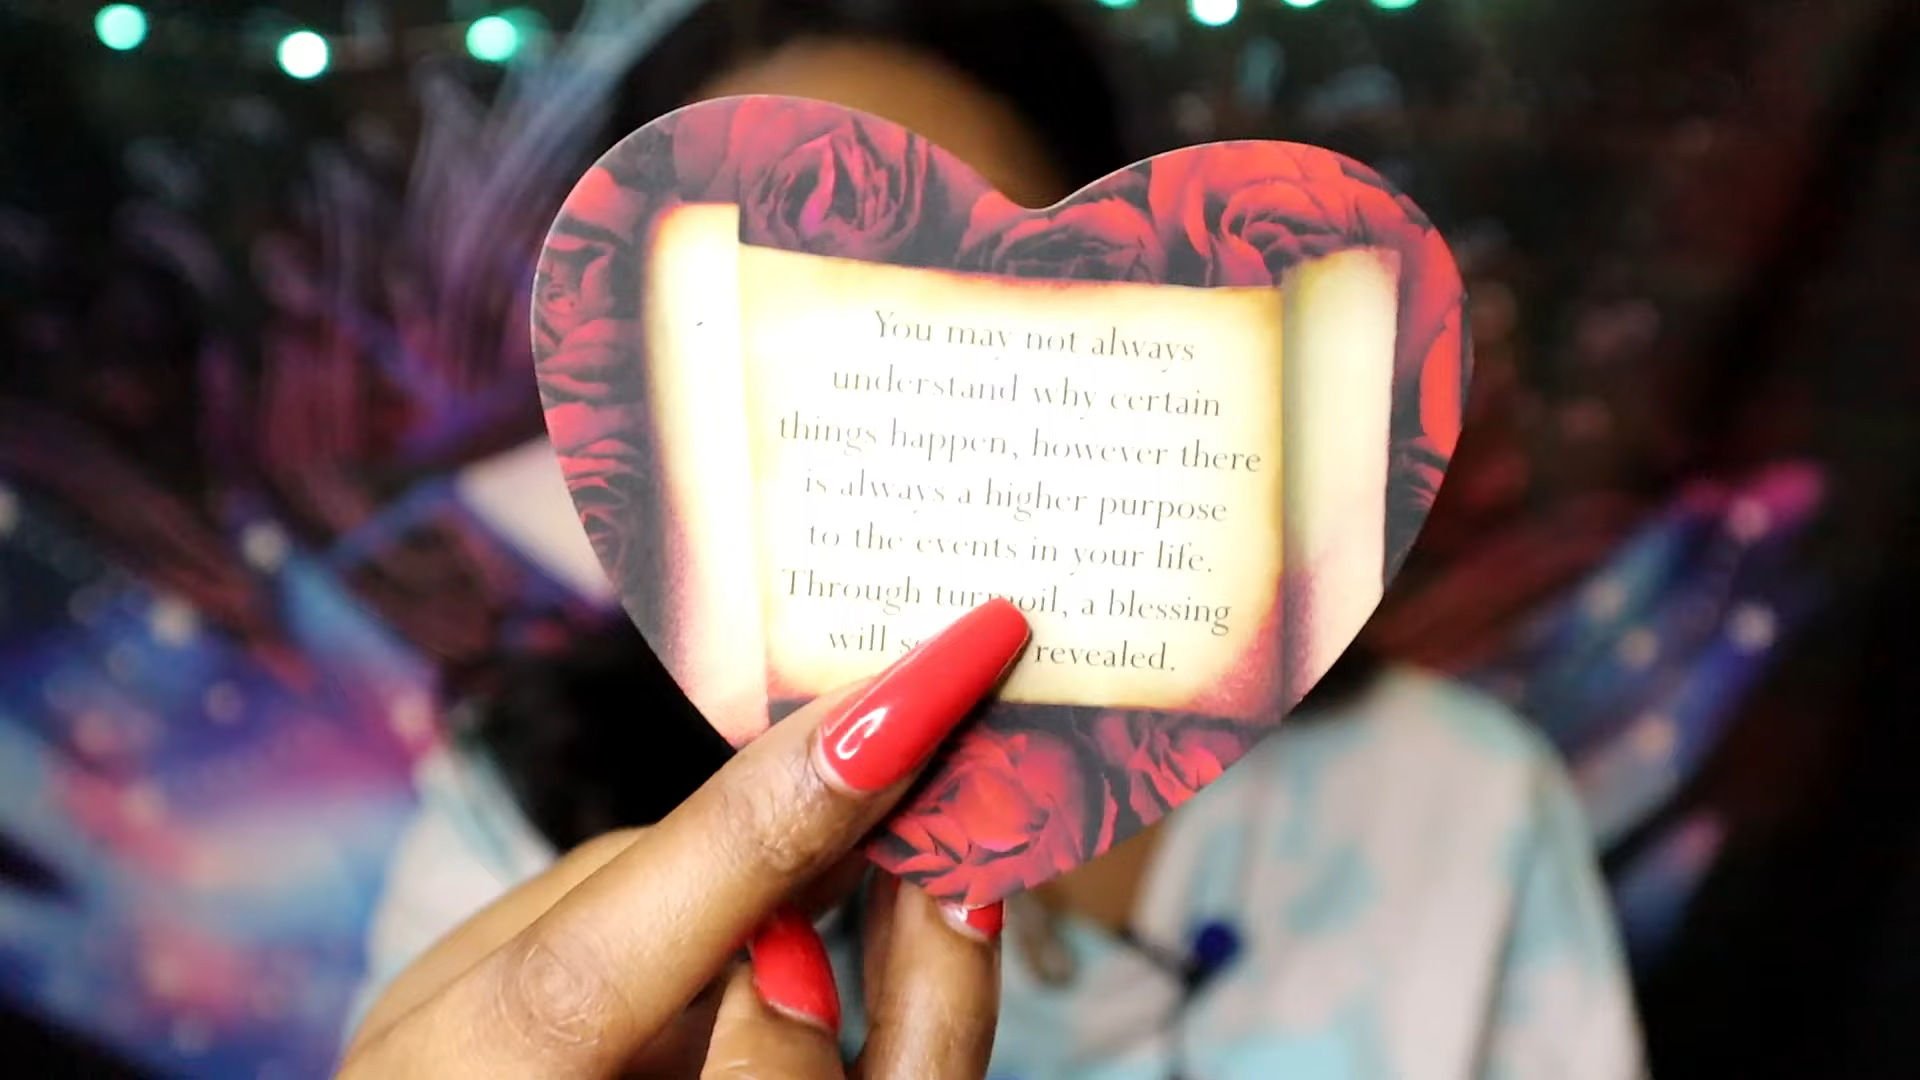 You may not always
understand why certain
things happen, however there
is always a higher purpose
to the events in your life.
Through turmoil, a blessing
will revealed.